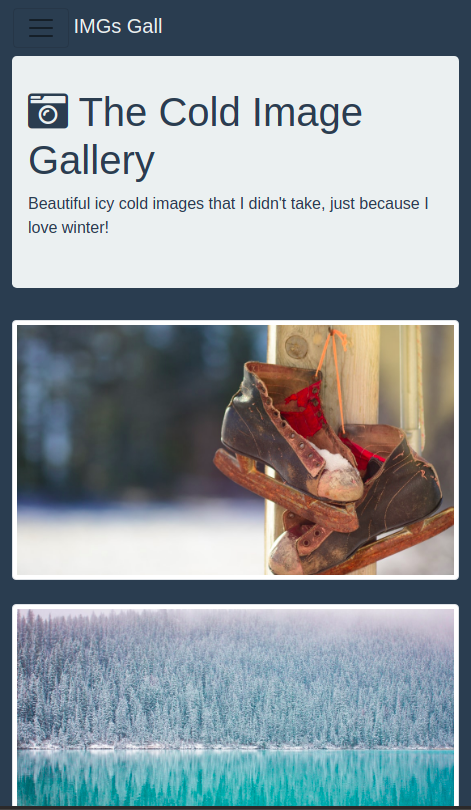 IMGs Gall
The Cold Image
Gallery
Beautiful icy cold images that I didn't take, just because I
love winter!